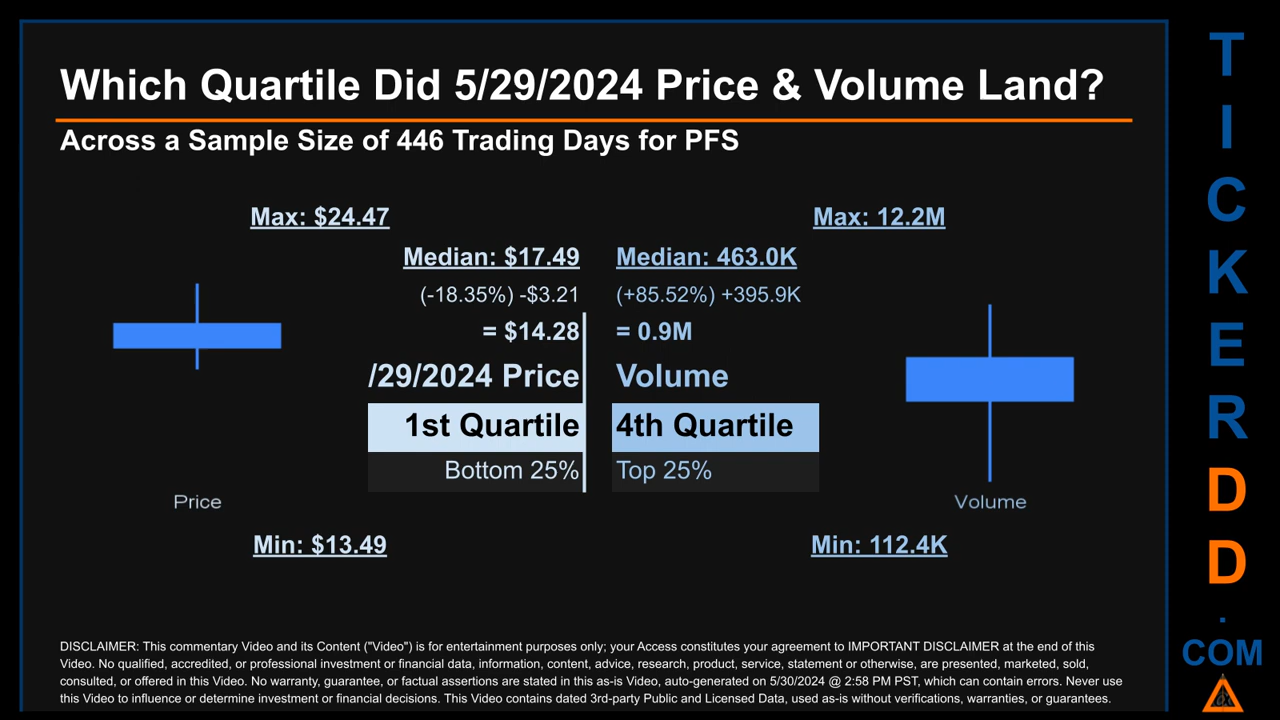 Which Quartile Did 5/29/2024 Price & Volume Land?
Across a Sample Size of 446 Trading Days for PFS
Max: $24.47
Max: 12.2M
Median: $17.49
Median: 463.0K
(-18.35%) -$3.21
(+85.52%) +395.9K
= $14.28
= 0.9M
/29/2024 Price
Volume
1st Quartile
4th Quartile
Bottom 25%
Top 25%
Price
Volume
Min: $13.49
Min: 112.4K
DISCLAIMER: This commentary Video and its Content ("Video") is for entertainment purposes only; your Access constitutes your agreement to IMPORTANT DISCLAIMER at the end of this
Video. No qualified, accredited, or professional investment or financial data, information, content, advice, research, product, service, statement or otherwise, are presented, marketed, sold,
consulted, or offered in this Video. No warranty, guarantee, or factual assertions are stated in this as-is Video, auto-generated on 5/30/2024 @ 2:58 PM PST, which can contain errors. Never use
this Video to influence or determine investment or financial decisions. This Video contains dated 3rd-party Public and Licensed Data, used as-is without verifications, warranties, or guarantees.
T
I
C
K
E
R
D
D
.
COM